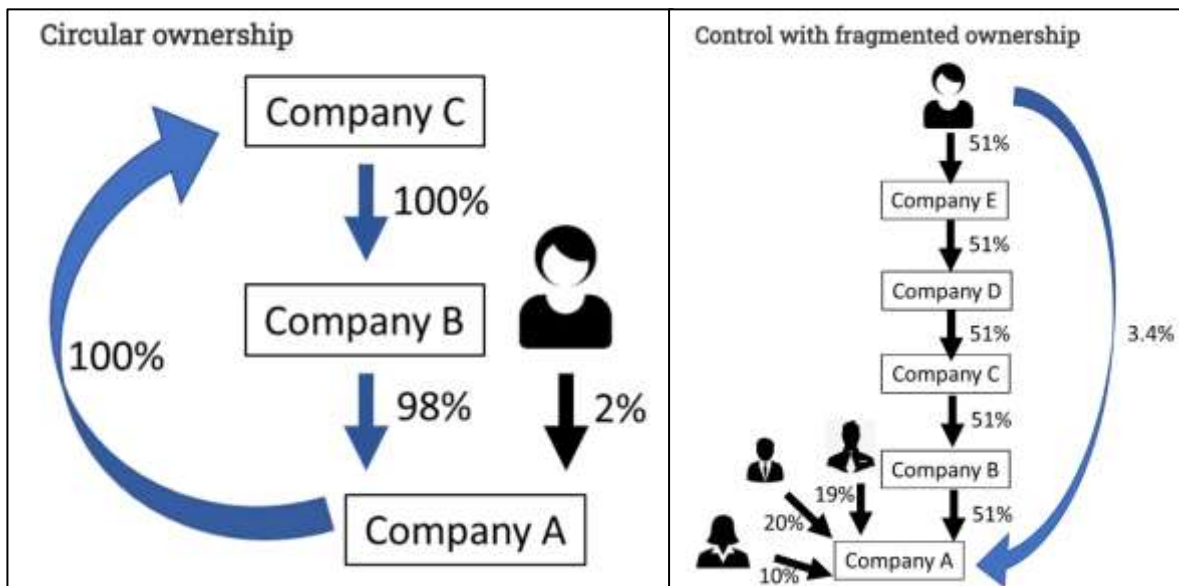 Circular ownership
Company C
100%
Company B
100%
98%
2%
Company A
Control with fragmented ownership
51%
Company E
51%
Company D
51%
3.4%
Company C
51%
Company B
19%
20%
51%
Company A
10%